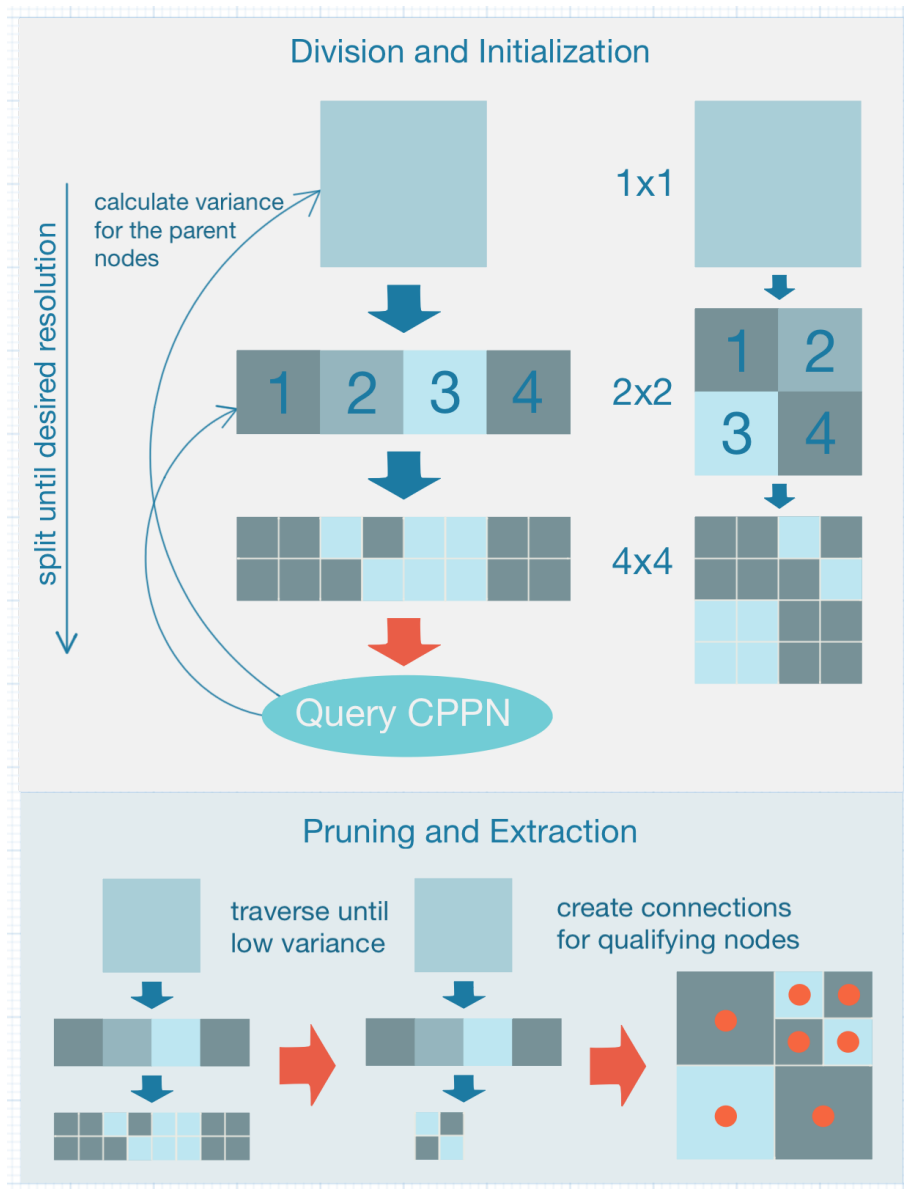 Division and Initialization
calculate variance
for the parent
nodes
split until desired resolution
1x1
1 2 3 4
2x2
1 2
3 4
4x4
Query CPPN
Pruning and Extraction
traverse until
low variance
create connections
for qualifying nodes